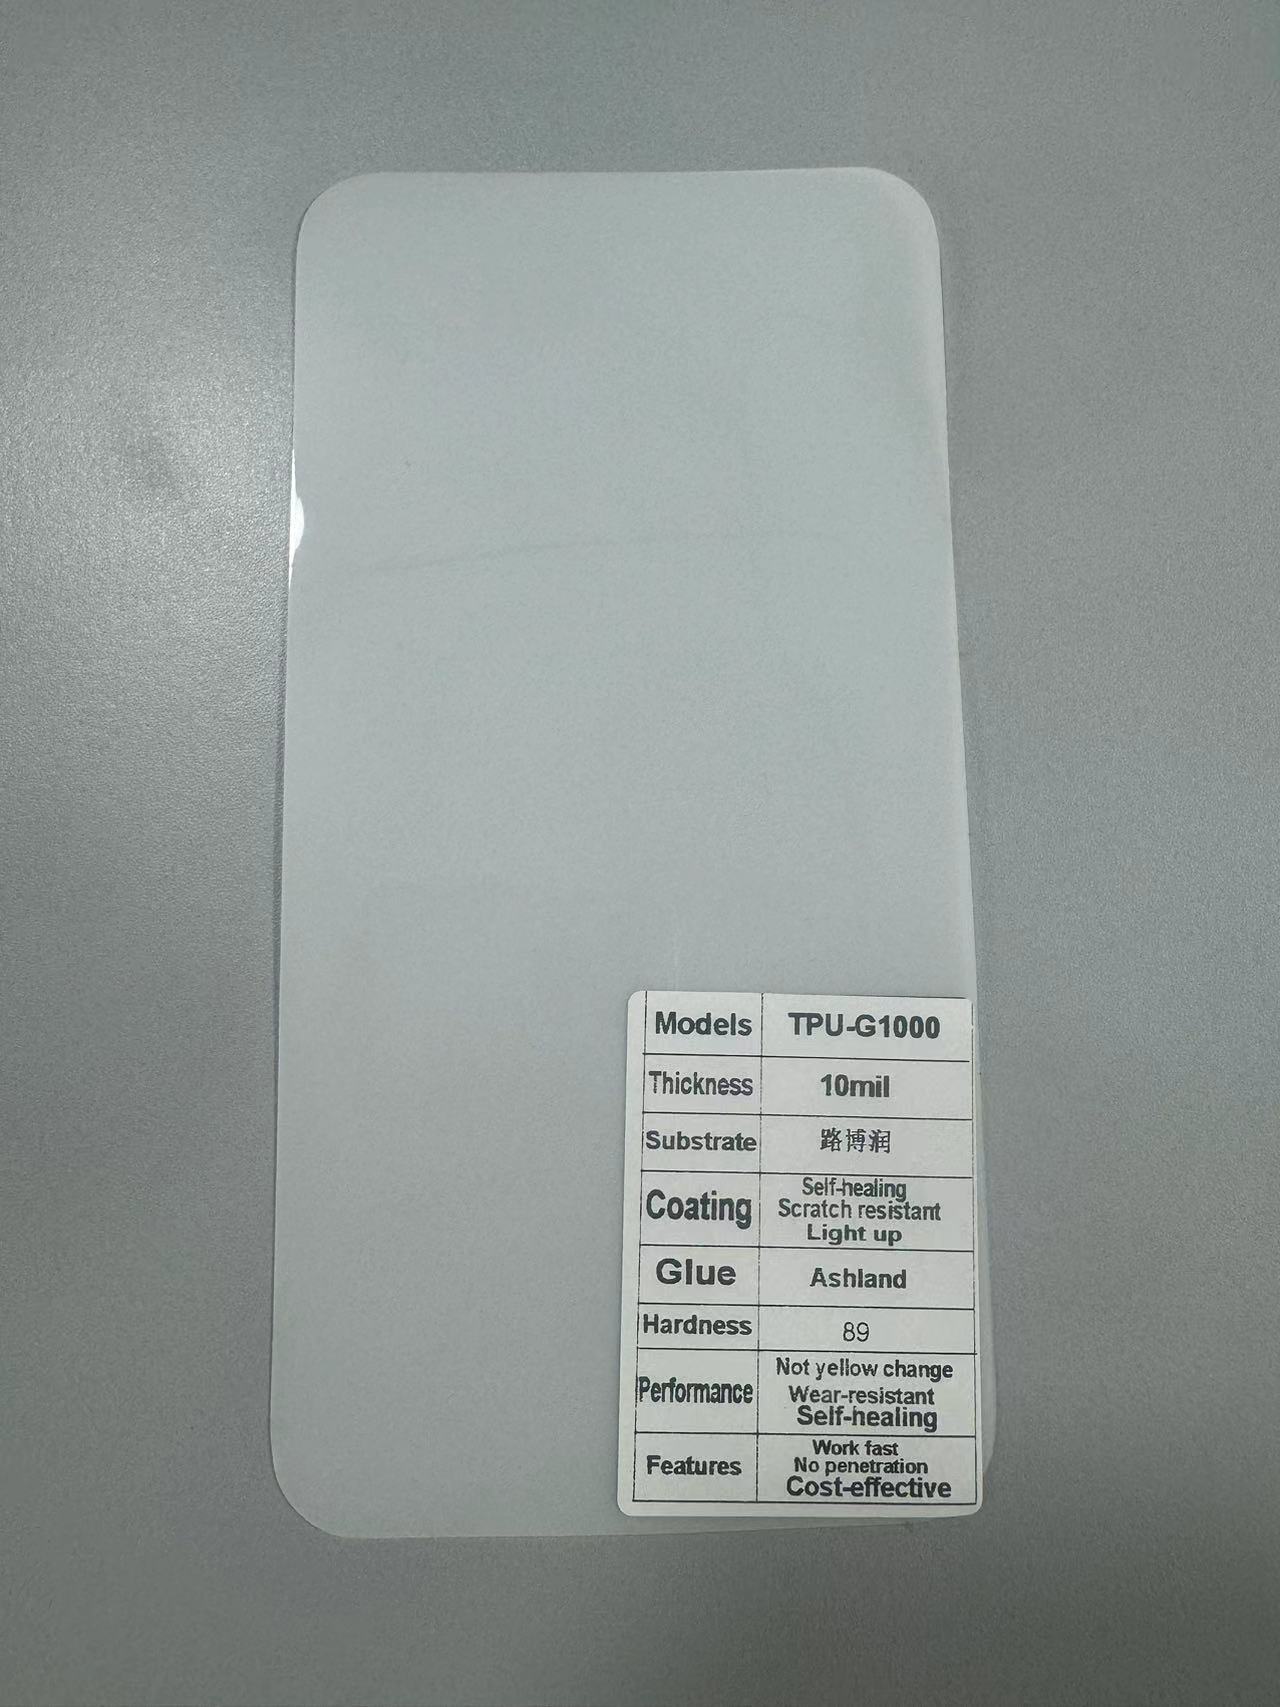 Models TPU-G1000
Thickness 10mil
Substrate 路博润
Coating Self-healing
Scratch resistant
Light up
Glue Ashland
Hardness 89
Performance Not yellow change
Wear-resistant
Self-healing
Features Work fast
No penetration
Cost-effective